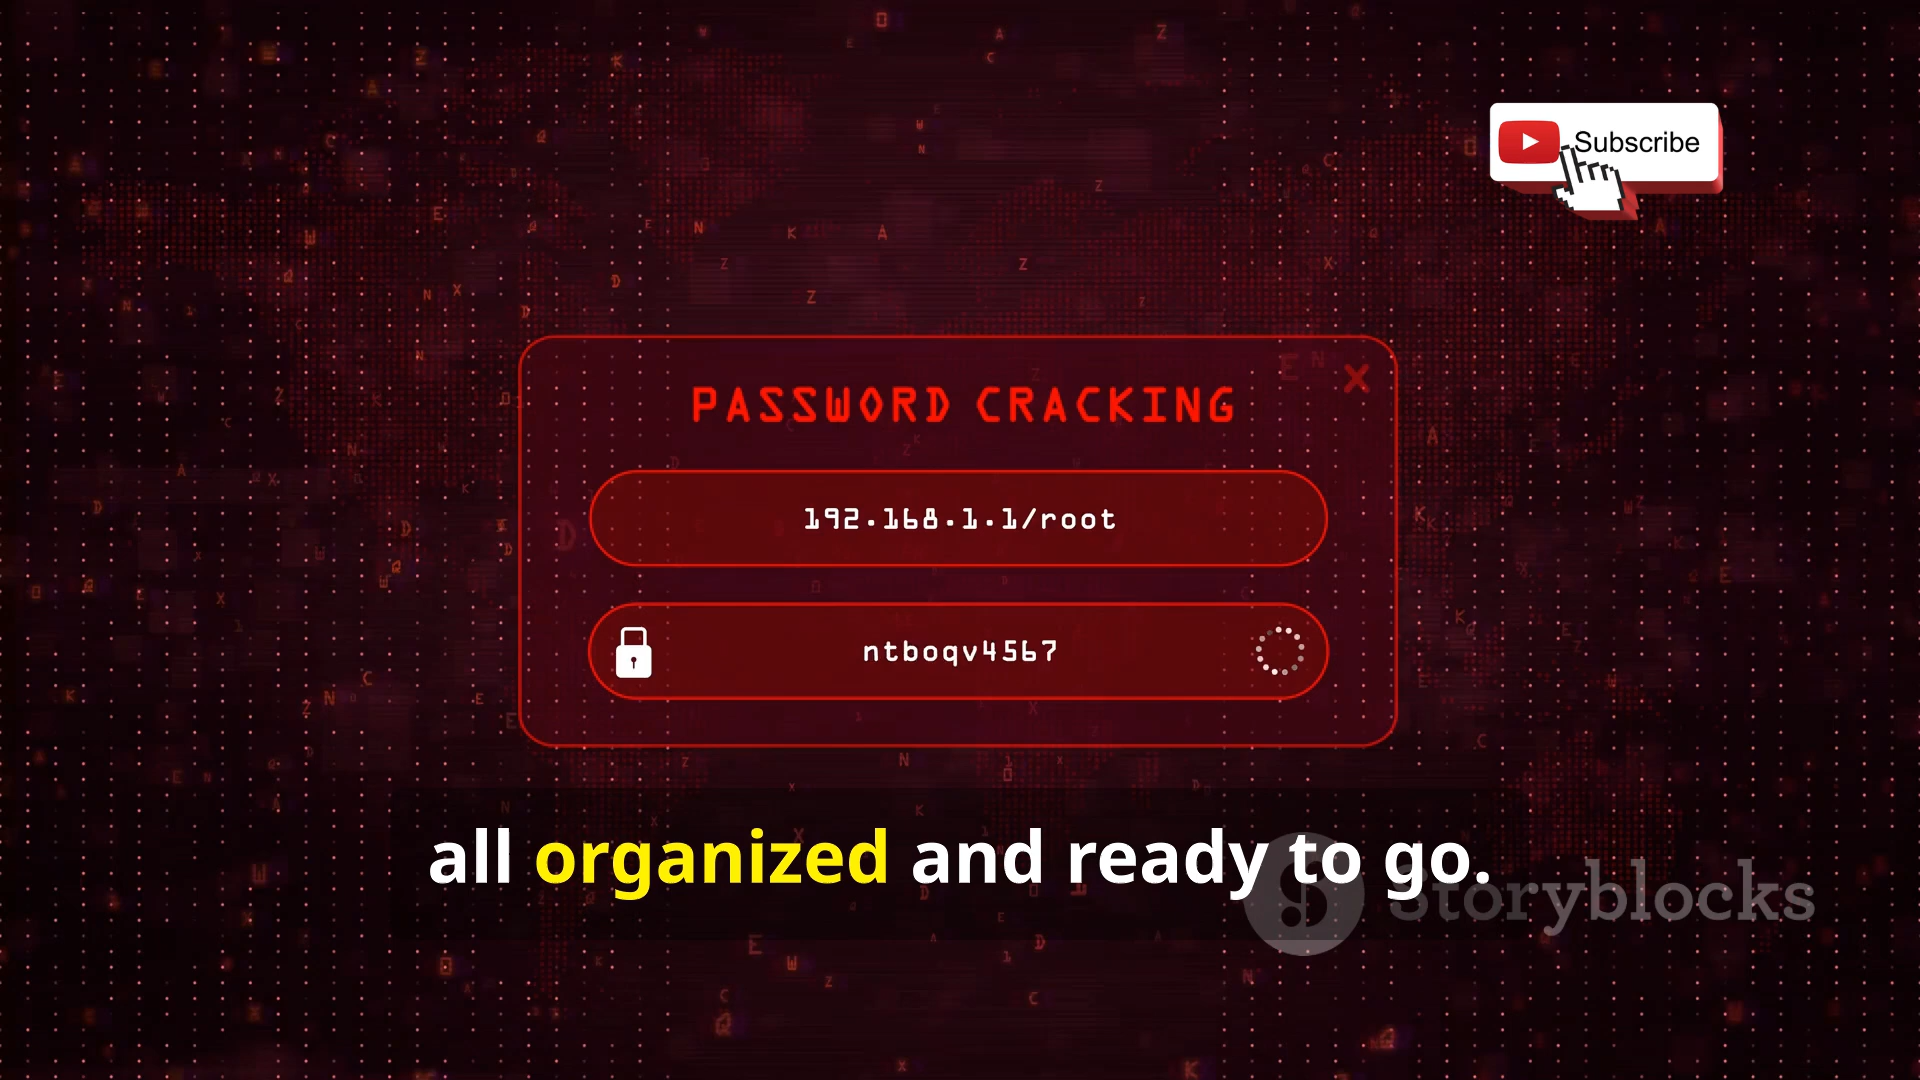 Subscribe
PASSWORD CRACKING
X
192.168.1.1/root
ntboqv4567
all organized and ready to go.
Storyblocks